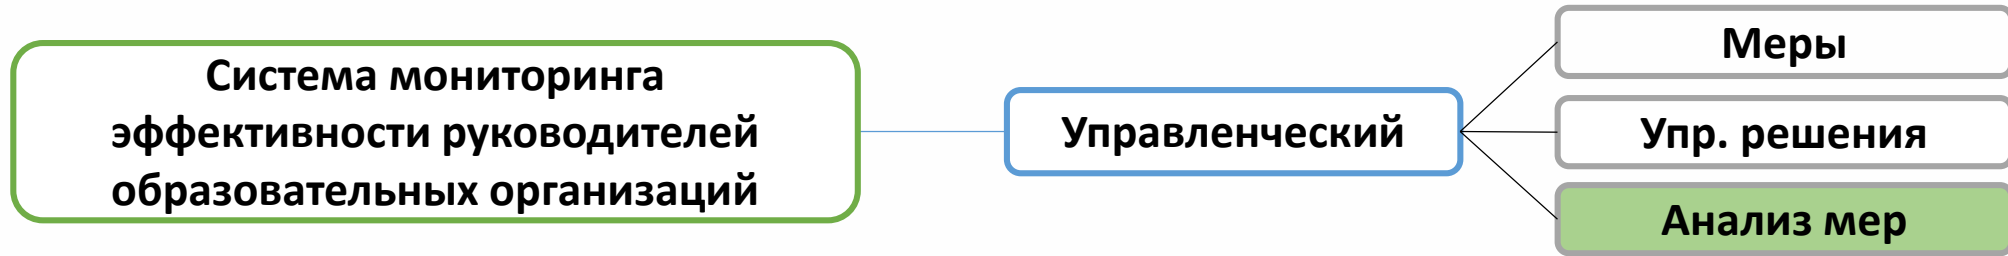 Система мониторинга
эффективности руководителей
образовательных организаций
Управленческий
Меры
Упр. решения
Анализ мер